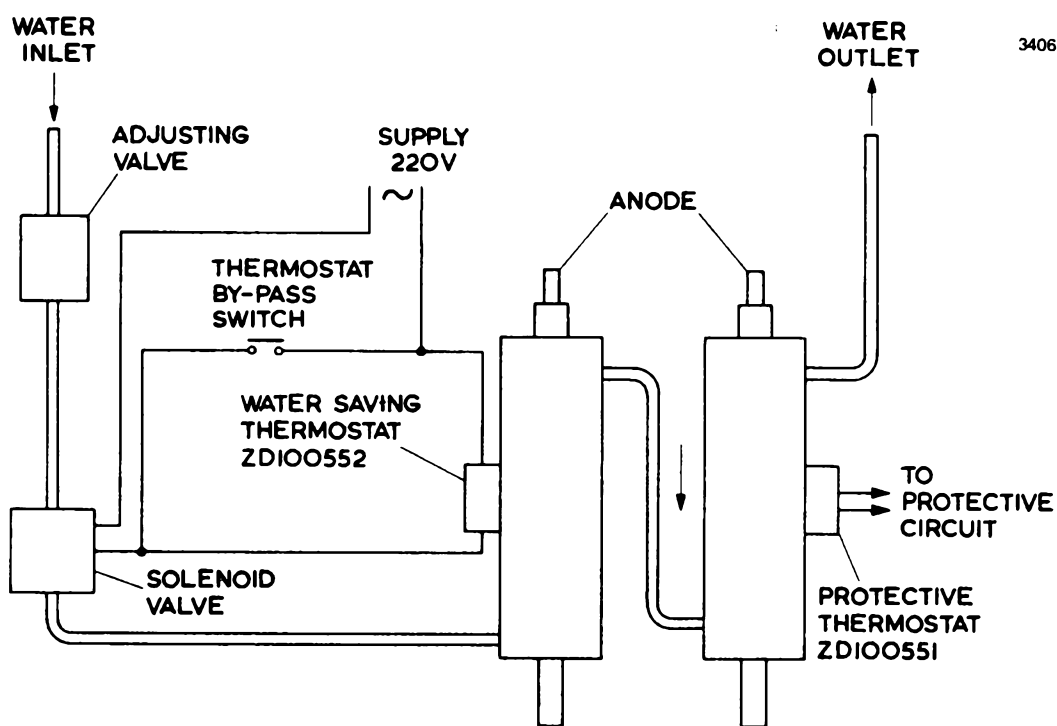 WATER
INLET
WATER
OUTLET
3406
ADJUSTING
VALVE
SUPPLY
220V
~
ANODE
THERMOSTAT
BY-PASS
SWITCH
WATER SAVING
THERMOSTAT
ZD100552
TO
PROTECTIVE
CIRCUIT
SOLENOID
VALVE
PROTECTIVE
THERMOSTAT
ZD100551